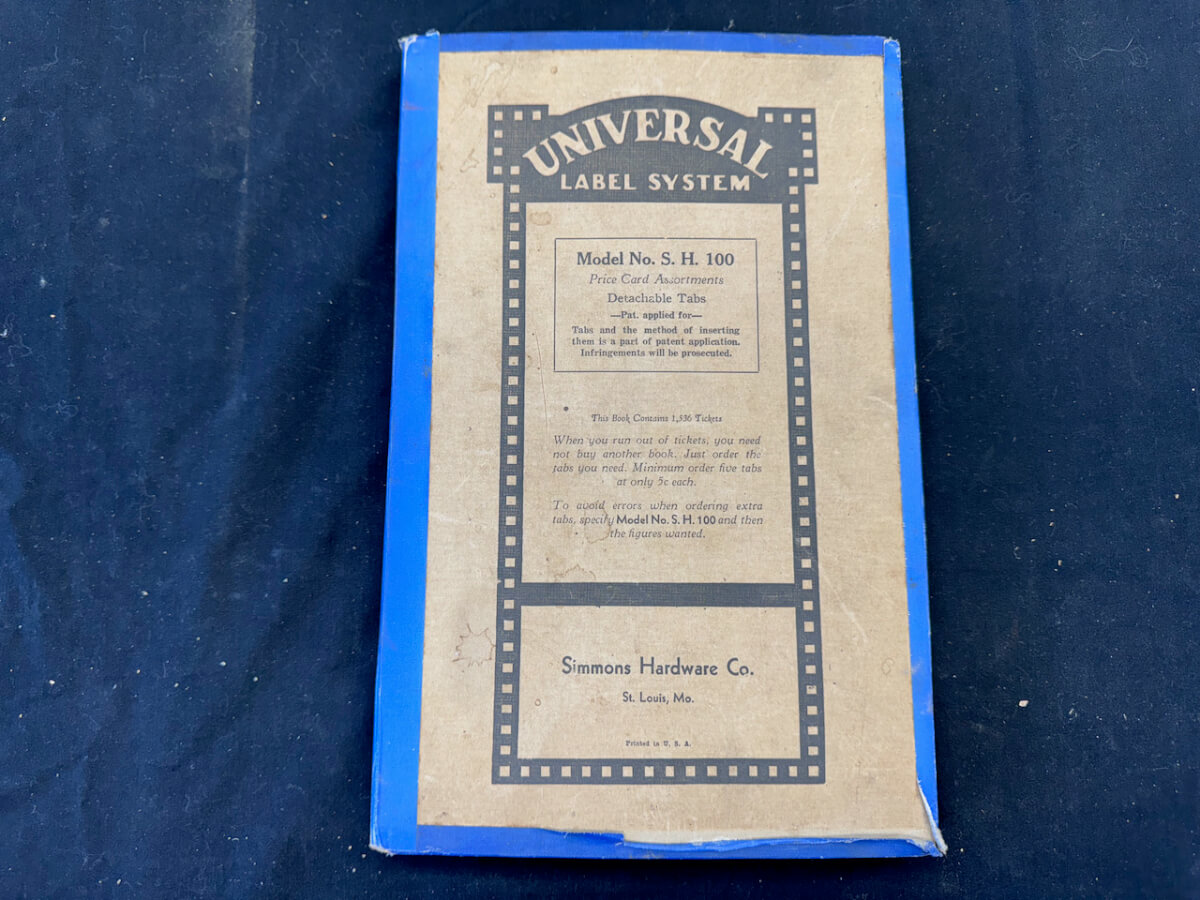 UNIVERSAL
LABEL SYSTEM
Model No. S. H. 100
Price Card Assortments
Detachable Tabs
—Pat. applied for—
Tabs and the method of inserting
them is a part of patent application.
Infringements will be prosecuted.
This Book Contains 1,536 Tickets
When you run out of tickets, you need
not buy another book. Just order the
tabs you need. Minimum order five tabs
at only 5c each.
To avoid errors when ordering extra
tabs, specify Model No. S. H. 100 and then
the figures wanted.
Simmons Hardware Co.
St. Louis, Mo.
Printed in U. S. A.